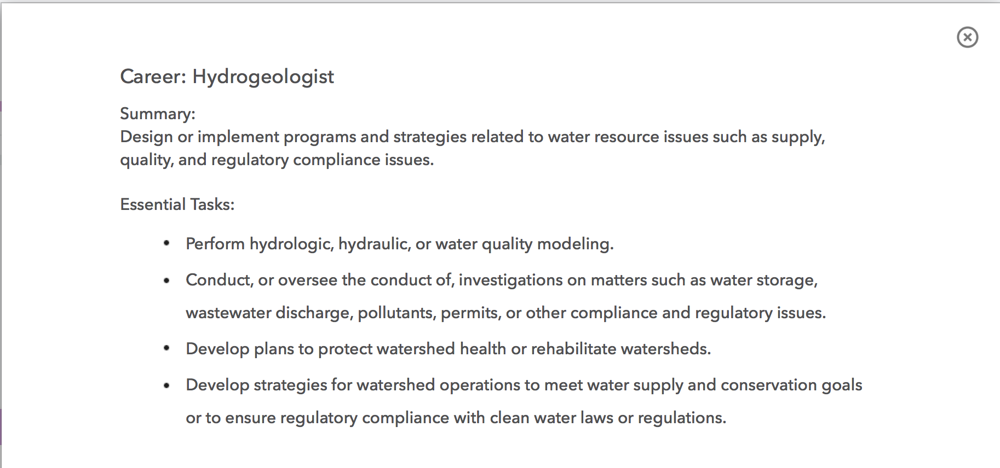 Career: Hydrogeologist
Summary:
Design or implement programs and strategies related to water resource issues such as supply,
quality, and regulatory compliance issues.
Essential Tasks:
• Perform hydrologic, hydraulic, or water quality modeling.
• Conduct, or oversee the conduct of, investigations on matters such as water storage,
wastewater discharge, pollutants, permits, or other compliance and regulatory issues.
• Develop plans to protect watershed health or rehabilitate watersheds.
• Develop strategies for watershed operations to meet water supply and conservation goals
or to ensure regulatory compliance with clean water laws or regulations.